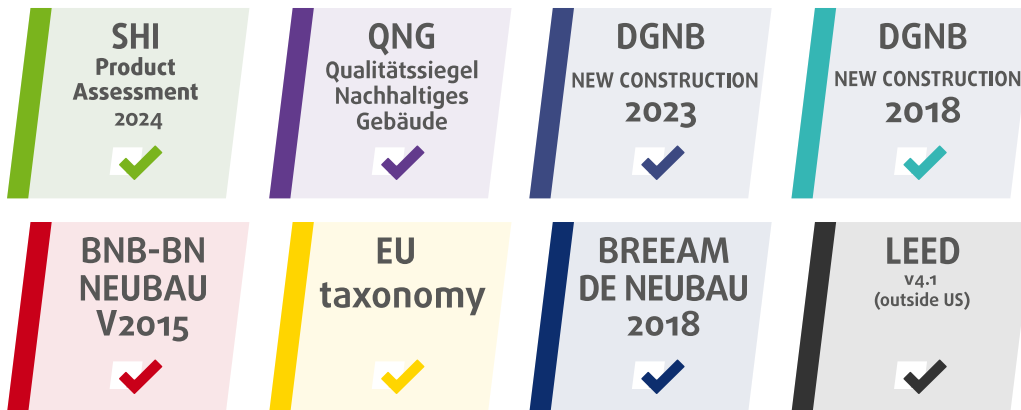 SHI
Product
Assessment
2024
QNG
Qualitätssiegel
Nachhaltiges
Gebäude
DGNB
NEW CONSTRUCTION
2023
DGNB
NEW CONSTRUCTION
2018
BNB-BN
NEUBAU
V2015
EU
taxonomy
BREEAM
DE NEUBAU
2018
LEED
v4.1
(outside US)